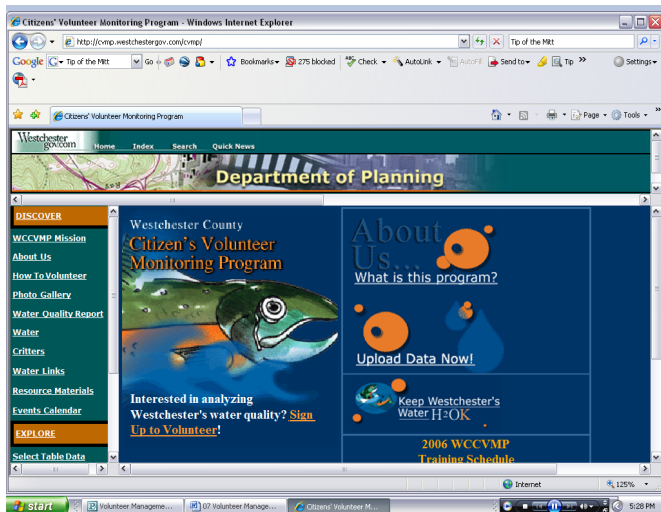 Citizens' Volunteer Monitoring Program - Windows Internet Explorer
http://cvmp.westchestergov.com/cvmp/
Tip of the Mitt
Google
Tip of the Mitt
Go
Bookmarks
275 blocked
Check
AutoLink
AutoFill
Send to
Tip
Settings
Citizens' Volunteer Monitoring Program
Page
Tools
Westchester
gov.com
Home Index Search Quick News
Department of Planning
DISCOVER
WCCVMP Mission
About Us
How To Volunteer
Photo Gallery
Water Quality Report
Water
Critters
Water Links
Resource Materials
Events Calendar
EXPLORE
Select Table Data
Westchester County
Citizen's Volunteer
Monitoring Program
Interested in analyzing
Westchester's water quality? Sign
Up to Volunteer!
About
Us...
What is this program?
Upload Data Now!
Keep Westchester's
Water H2OK
2006 WCCVMP
Training Schedule
Internet
125%
start
Volunteer Manageme...
07 Volunteer Manage...
Citizens' Volunteer M...
5:28 PM